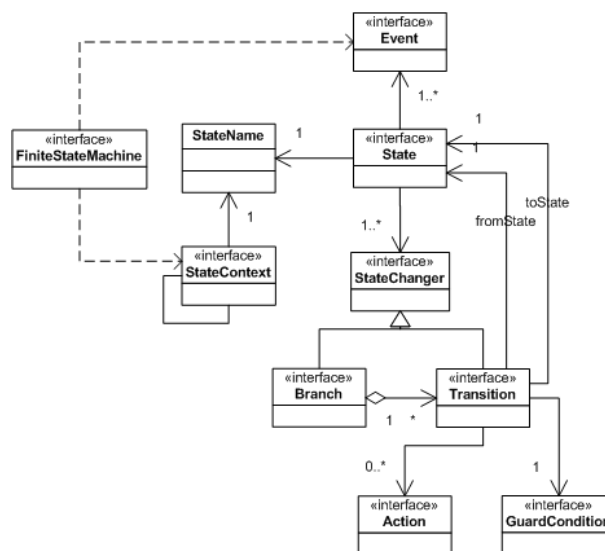 «interface»
Event
1..*
StateName
1
«interface»
State
1
1
«interface»
FiniteStateMachine
toState
fromState
1
1..*
«interface»
StateContext
«interface»
StateChanger
«interface»
Branch
«interface»
Transition
1
*
0..*
1
«interface»
Action
«interface»
GuardCondition